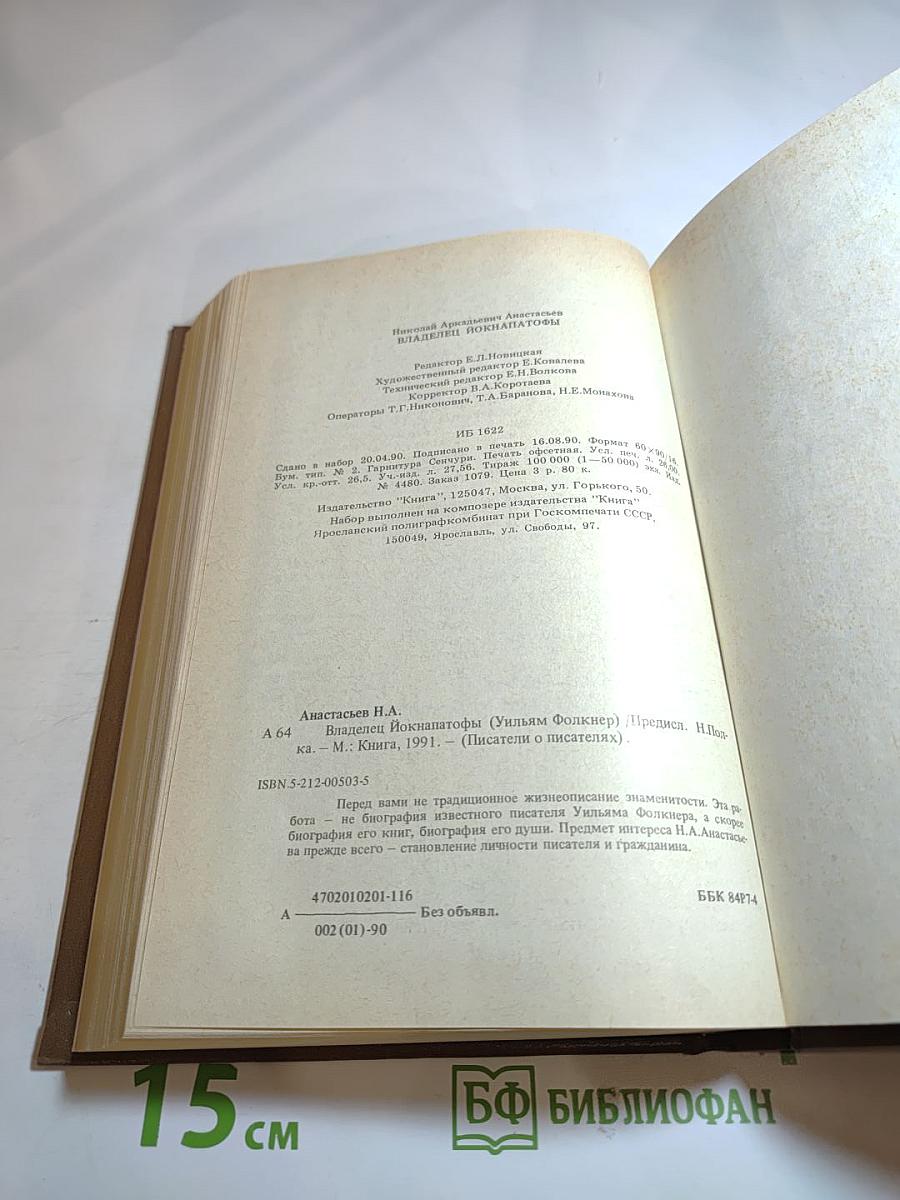 Николай Аркадьевич Анастасьев
ВЛАДЕЛЕЦ ЙОКНАПАТОФЫ
Редактор Е.Л.Новицкая
Художественный редактор Е.Ковалева
Технический редактор Е.Н.Волкова
Корректор В.А.Коротаева
Операторы Т.Г.Никонович, Т.А.Баранова, Н.Е.Монахова
ИБ 1622
Сдано в набор 20.04.90. Подписано в печать 16.08.90. Формат 60×90/16.
Бум. тип. № 2. Гарнитура Сенчури. Печать офсетная. Усл. печ. л. 26,00.
Усл. кр.-отт. 26,5. Уч.-изд. л. 27,56. Тираж 100 000 (1—50 000) экз. Изд.
№ 4480. Заказ 1079. Цена 3 р. 80 к.
Издательство "Книга", 125047, Москва, ул. Горького, 50.
Набор выполнен на композере издательства "Книга"
Ярославский полиграфкомбинат при Госкомпечати СССР,
150049, Ярославль, ул. Свободы, 97.
Анастасьев Н.А.
А 64 Владелец Йокнапатофы (Уильям Фолкнер) /Предисл. Н.Под-
ка. – М.: Книга, 1991. – (Писатели о писателях) .
ISBN 5-212-00503-5
Перед вами не традиционное жизнеописание знаменитости. Эта ра-
бота – не биография известного писателя Уильяма Фолкнера, а скорее
биография его книг, биография его души. Предмет интереса Н.А.Анастасье-
ва прежде всего – становление личности писателя и гражданина.
4702010201-116
А Без объявл. ББК 84Р7-4
002 (01)-90
15 см БФ БИБЛИОФАН